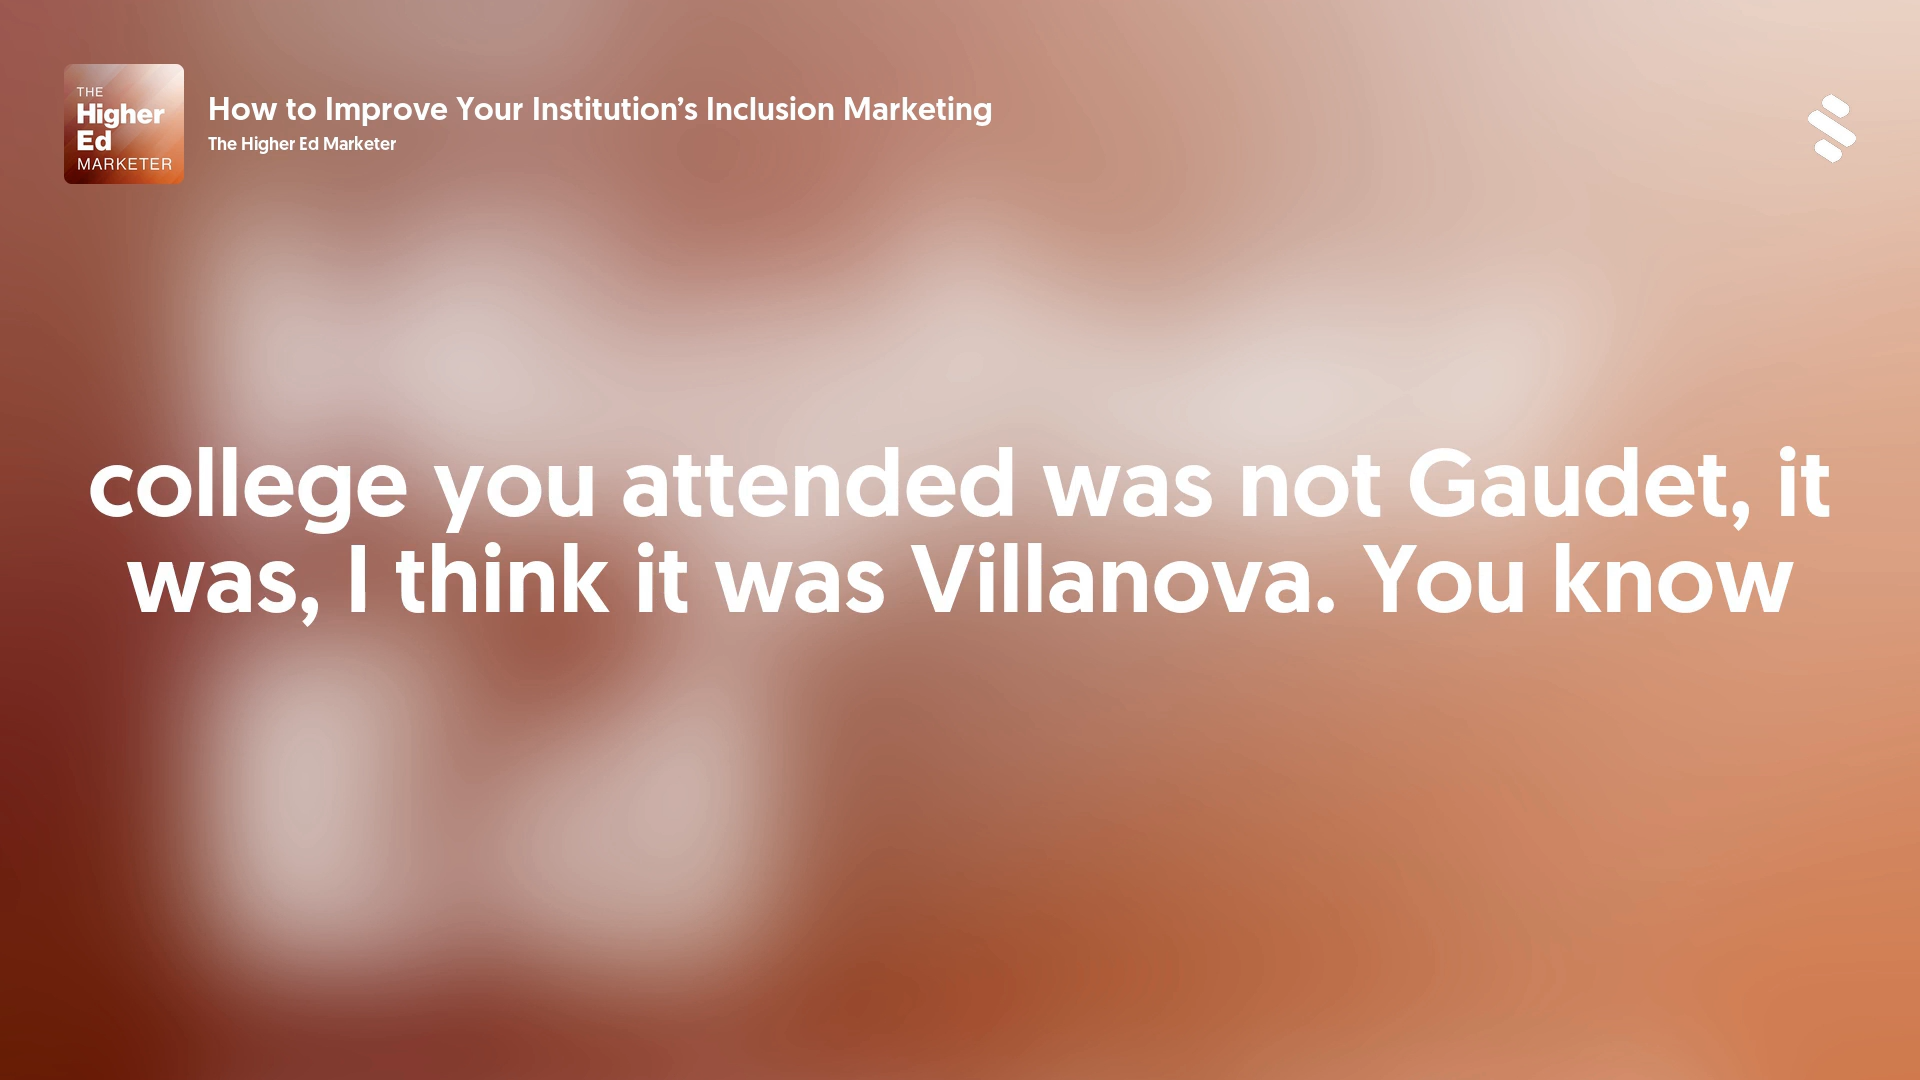 THE
Higher
Ed
MARKETER
How to Improve Your Institution’s Inclusion Marketing
The Higher Ed Marketer
college you attended was not Gaudet, it
was, I think it was Villanova. You know